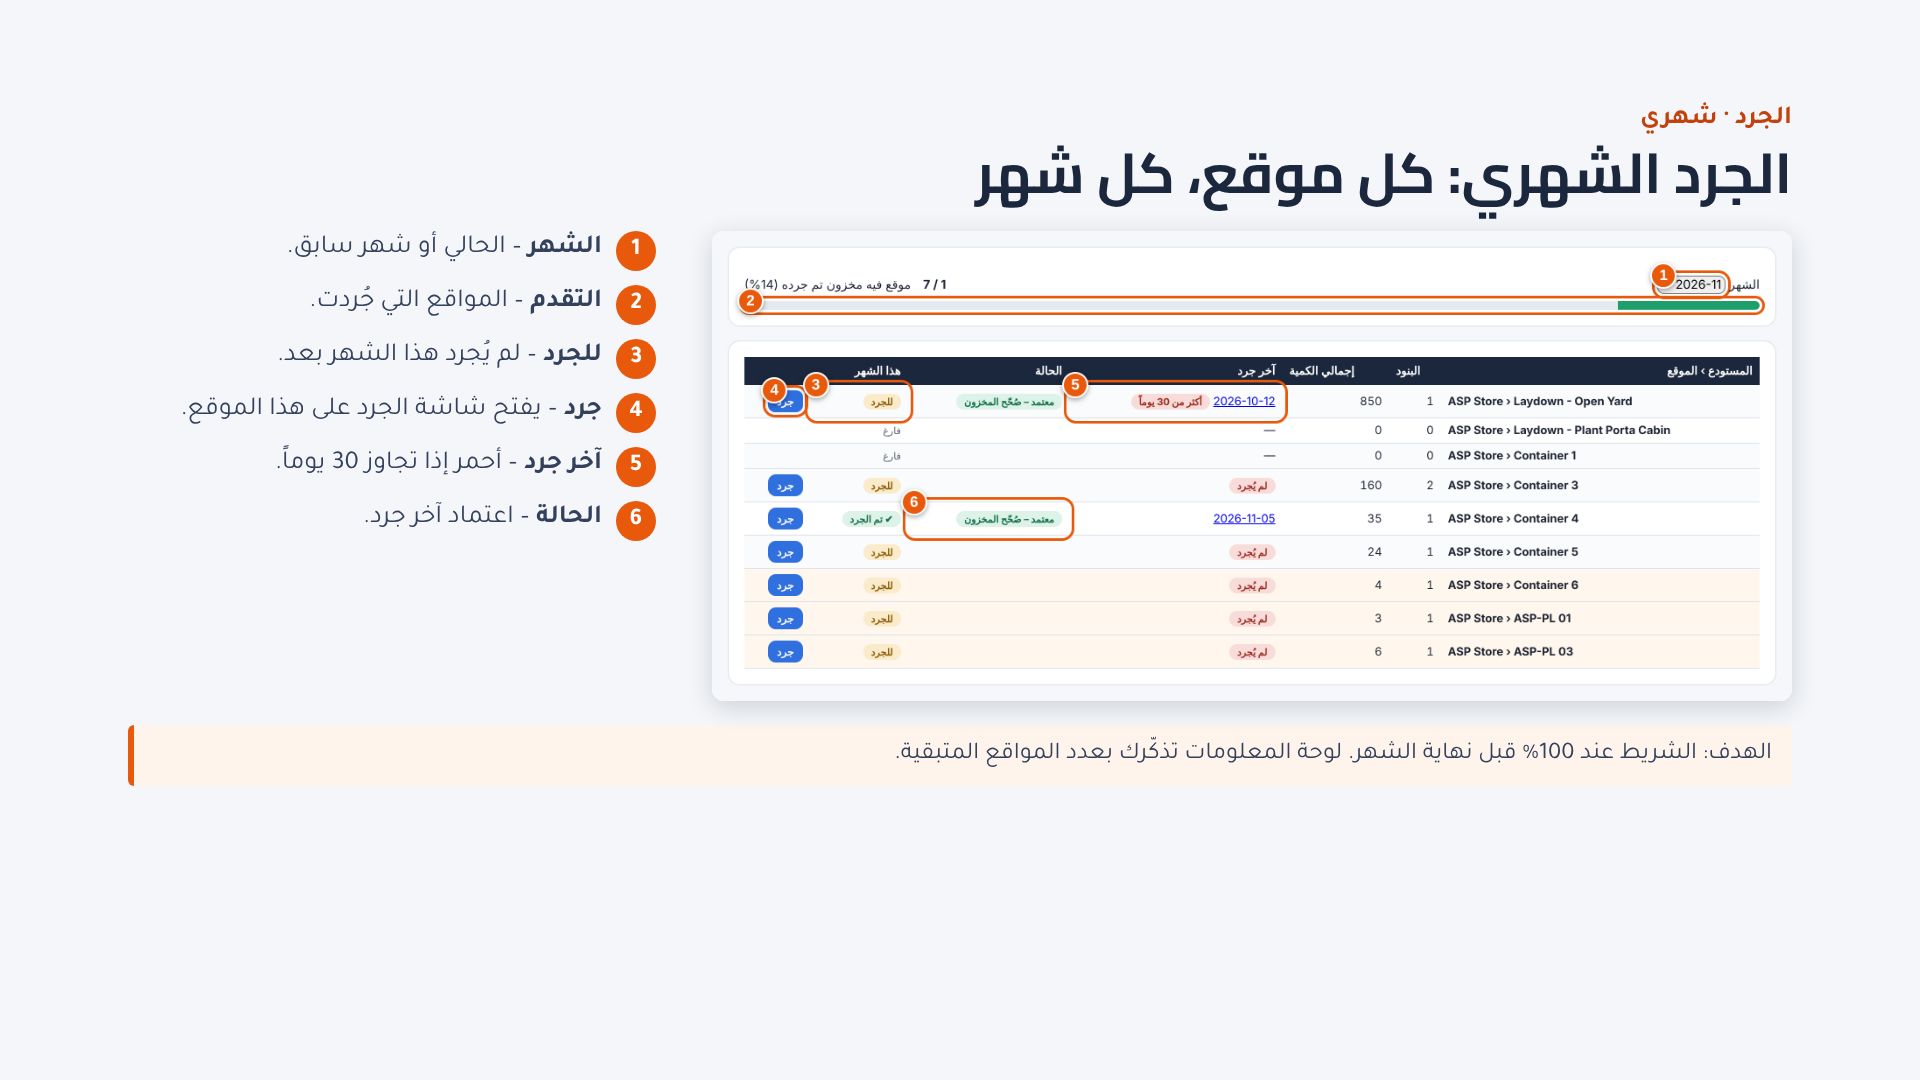 الجرد · شهري
الجرد الشهري: كل موقع، كل شهر
الشهر 2026-11 1
1 / 7 موقع فيه مخزون تم جرده (14%)
2
المستودع › الموقع البنود إجمالي الكمية آخر جرد الحالة هذا الشهر
5 3 4
ASP Store › Laydown - Open Yard 1 850 2026-10-12 أكثر من 30 يوماً معتمد – صُحّح المخزون للجرد جرد
ASP Store › Laydown - Plant Porta Cabin 0 0 — فارغ
ASP Store › Container 1 0 0 — فارغ
ASP Store › Container 3 2 160 لم يُجرد للجرد جرد
6
ASP Store › Container 4 1 35 2026-11-05 معتمد – صُحّح المخزون ✔ تم الجرد جرد
ASP Store › Container 5 1 24 لم يُجرد للجرد جرد
ASP Store › Container 6 1 4 لم يُجرد للجرد جرد
ASP Store › ASP-PL 01 1 3 لم يُجرد للجرد جرد
ASP Store › ASP-PL 03 1 6 لم يُجرد للجرد جرد
1 الشهر - الحالي أو شهر سابق.
2 التقدم - المواقع التي جُردت.
3 للجرد - لم يُجرد هذا الشهر بعد.
4 جرد - يفتح شاشة الجرد على هذا الموقع.
5 آخر جرد - أحمر إذا تجاوز 30 يوماً.
6 الحالة - اعتماد آخر جرد.
الهدف: الشريط عند 100% قبل نهاية الشهر. لوحة المعلومات تذكّرك بعدد المواقع المتبقية.